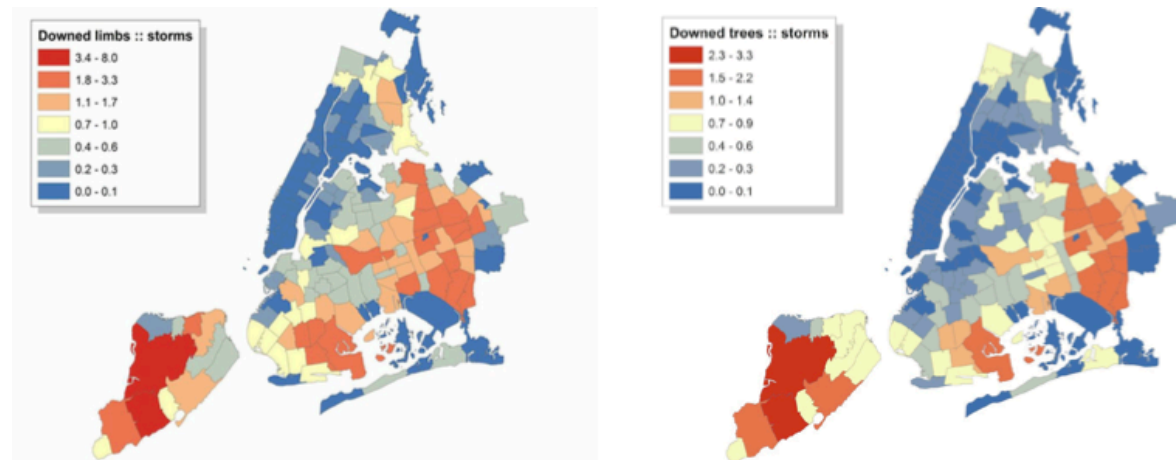 Downed limbs :: storms
3.4 - 8.0
1.8 - 3.3
1.1 - 1.7
0.7 - 1.0
0.4 - 0.6
0.2 - 0.3
0.0 - 0.1
Downed trees :: storms
2.3 - 3.3
1.5 - 2.2
1.0 - 1.4
0.7 - 0.9
0.4 - 0.6
0.2 - 0.3
0.0 - 0.1